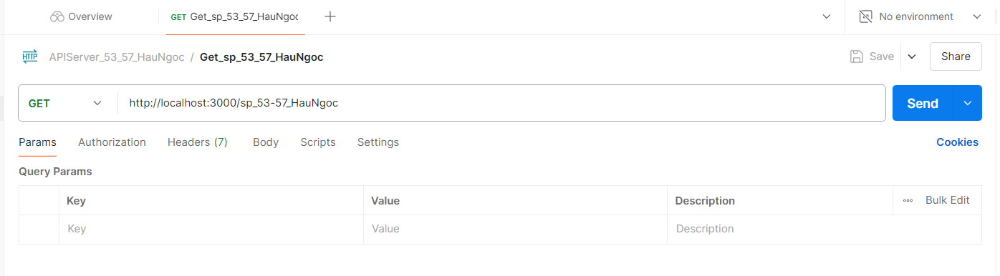 Overview GET Get_sp_53_57_HauNgoc No environment
HTTP APIServer_53_57_HauNgoc / Get_sp_53_57_HauNgoc Save Share
GET http://localhost:3000/sp_53-57_HauNgoc Send
Params Authorization Headers (7) Body Scripts Settings Cookies
Query Params
Key Value Description Bulk Edit
Key Value Description